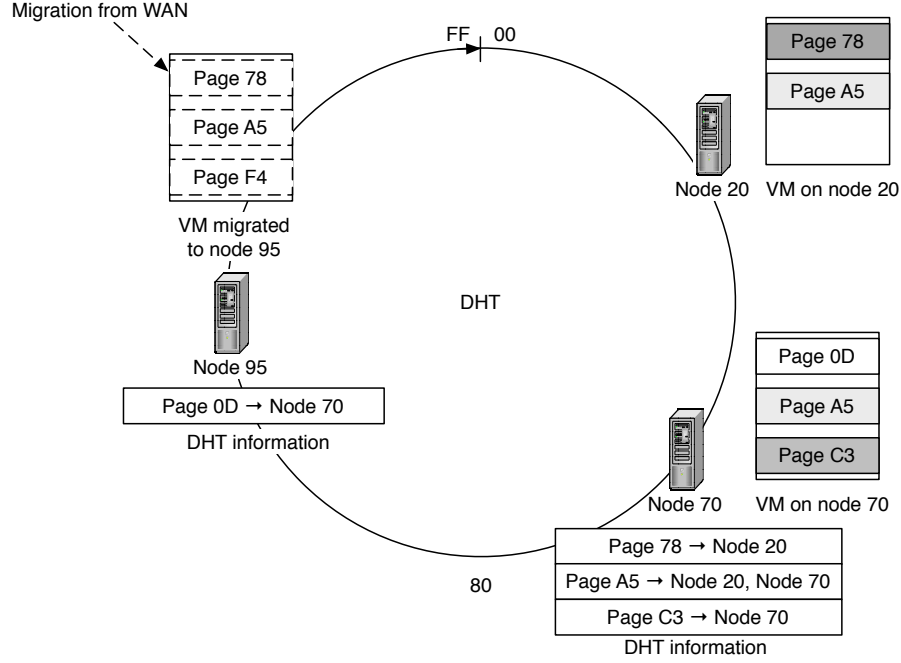 Migration from WAN
Page 78
Page A5
Page F4
VM migrated
to node 95
Node 95
Page 0D → Node 70
DHT information
FF
00
DHT
80
Node 20
Page 78
Page A5
VM on node 20
Page 0D
Page A5
Page C3
VM on node 70
Node 70
Page 78 → Node 20
Page A5 → Node 20, Node 70
Page C3 → Node 70
DHT information